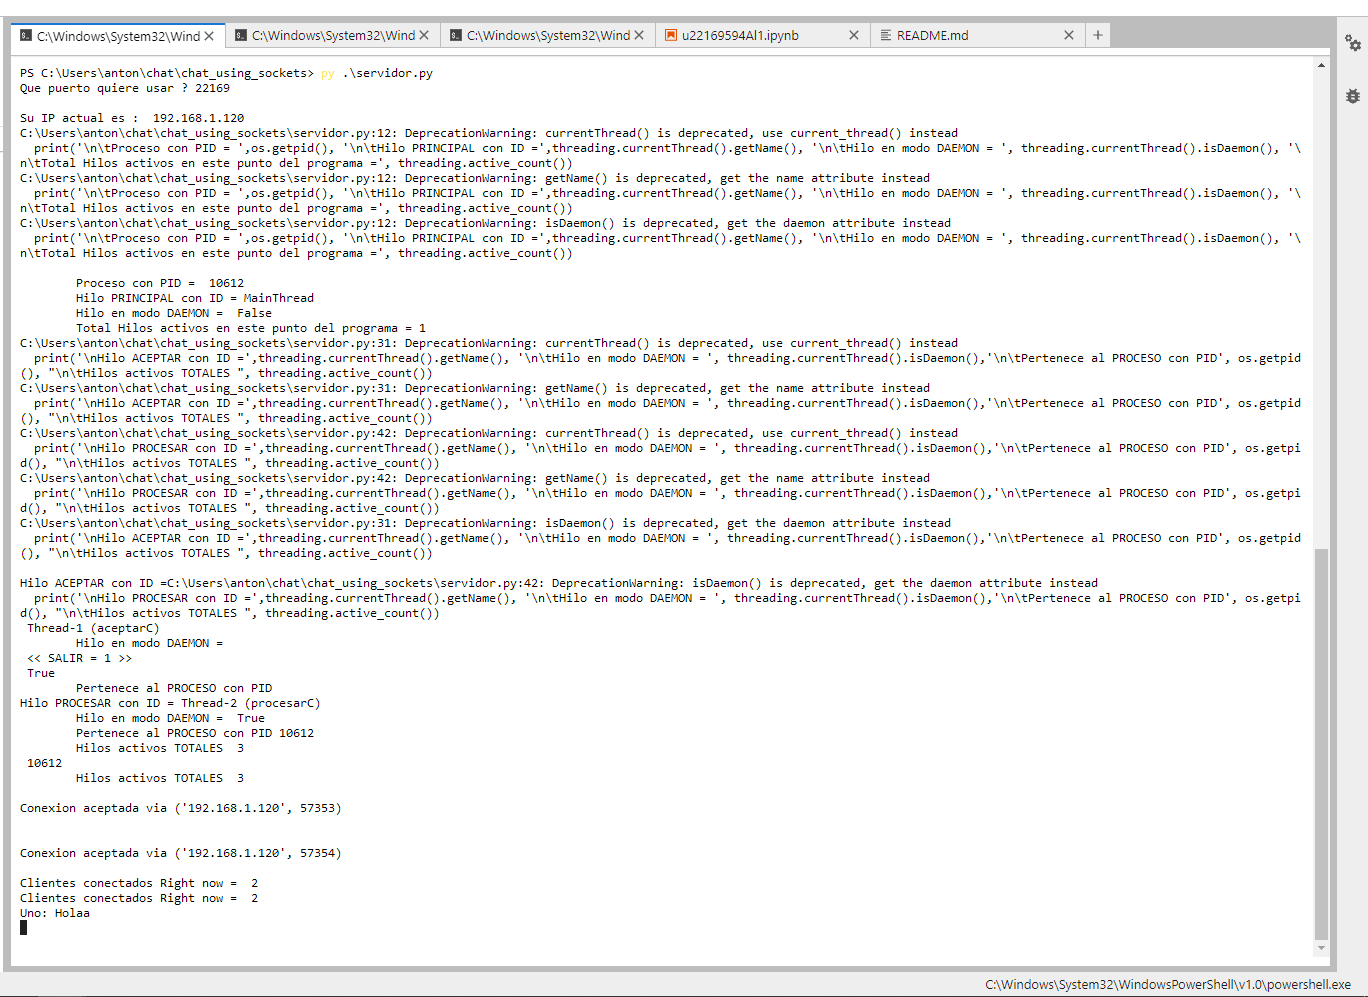 C:\Windows\System32\Wind
C:\Windows\System32\Wind
C:\Windows\System32\Wind
u22169594AI1.ipynb
README.md
PS C:\Users\anton\chat\chat_using_sockets> py .\servidor.py
Que puerto quiere usar ? 22169
Su IP actual es :  192.168.1.120
C:\Users\anton\chat\chat_using_sockets\servidor.py:12: DeprecationWarning: currentThread() is deprecated, use current_thread() instead
  print('\n\tProceso con PID = ',os.getpid(), '\n\tHilo PRINCIPAL con ID =',threading.currentThread().getName(), '\n\tHilo en modo DAEMON = ', threading.currentThread().isDaemon(), '\
n\tTotal Hilos activos en este punto del programa =', threading.active_count())
C:\Users\anton\chat\chat_using_sockets\servidor.py:12: DeprecationWarning: getName() is deprecated, get the name attribute instead
  print('\n\tProceso con PID = ',os.getpid(), '\n\tHilo PRINCIPAL con ID =',threading.currentThread().getName(), '\n\tHilo en modo DAEMON = ', threading.currentThread().isDaemon(), '\
n\tTotal Hilos activos en este punto del programa =', threading.active_count())
C:\Users\anton\chat\chat_using_sockets\servidor.py:12: DeprecationWarning: isDaemon() is deprecated, get the daemon attribute instead
  print('\n\tProceso con PID = ',os.getpid(), '\n\tHilo PRINCIPAL con ID =',threading.currentThread().getName(), '\n\tHilo en modo DAEMON = ', threading.currentThread().isDaemon(), '\
n\tTotal Hilos activos en este punto del programa =', threading.active_count())
        Proceso con PID =  10612
        Hilo PRINCIPAL con ID = MainThread
        Hilo en modo DAEMON =  False
        Total Hilos activos en este punto del programa = 1
C:\Users\anton\chat\chat_using_sockets\servidor.py:31: DeprecationWarning: currentThread() is deprecated, use current_thread() instead
  print('\nHilo ACEPTAR con ID =',threading.currentThread().getName(), '\n\tHilo en modo DAEMON = ', threading.currentThread().isDaemon(),'\n\tPertenece al PROCESO con PID', os.getpid
(), "\n\tHilos activos TOTALES ", threading.active_count())
C:\Users\anton\chat\chat_using_sockets\servidor.py:31: DeprecationWarning: getName() is deprecated, get the name attribute instead
  print('\nHilo ACEPTAR con ID =',threading.currentThread().getName(), '\n\tHilo en modo DAEMON = ', threading.currentThread().isDaemon(),'\n\tPertenece al PROCESO con PID', os.getpid
(), "\n\tHilos activos TOTALES ", threading.active_count())
C:\Users\anton\chat\chat_using_sockets\servidor.py:42: DeprecationWarning: currentThread() is deprecated, use current_thread() instead
  print('\nHilo PROCESAR con ID =',threading.currentThread().getName(), '\n\tHilo en modo DAEMON = ', threading.currentThread().isDaemon(),'\n\tPertenece al PROCESO con PID', os.getpi
d(), "\n\tHilos activos TOTALES ", threading.active_count())
C:\Users\anton\chat\chat_using_sockets\servidor.py:42: DeprecationWarning: getName() is deprecated, get the name attribute instead
  print('\nHilo PROCESAR con ID =',threading.currentThread().getName(), '\n\tHilo en modo DAEMON = ', threading.currentThread().isDaemon(),'\n\tPertenece al PROCESO con PID', os.getpi
d(), "\n\tHilos activos TOTALES ", threading.active_count())
C:\Users\anton\chat\chat_using_sockets\servidor.py:31: DeprecationWarning: isDaemon() is deprecated, get the daemon attribute instead
  print('\nHilo ACEPTAR con ID =',threading.currentThread().getName(), '\n\tHilo en modo DAEMON = ', threading.currentThread().isDaemon(),'\n\tPertenece al PROCESO con PID', os.getpid
(), "\n\tHilos activos TOTALES ", threading.active_count())
Hilo ACEPTAR con ID =C:\Users\anton\chat\chat_using_sockets\servidor.py:42: DeprecationWarning: isDaemon() is deprecated, get the daemon attribute instead
  print('\nHilo PROCESAR con ID =',threading.currentThread().getName(), '\n\tHilo en modo DAEMON = ', threading.currentThread().isDaemon(),'\n\tPertenece al PROCESO con PID', os.getpi
d(), "\n\tHilos activos TOTALES ", threading.active_count())
 Thread-1 (aceptarC)
        Hilo en modo DAEMON =
 << SALIR = 1 >>
 True
        Pertenece al PROCESO con PID
Hilo PROCESAR con ID = Thread-2 (procesarC)
        Hilo en modo DAEMON =  True
        Pertenece al PROCESO con PID 10612
        Hilos activos TOTALES  3
 10612
        Hilos activos TOTALES  3
Conexion aceptada via ('192.168.1.120', 57353)
Conexion aceptada via ('192.168.1.120', 57354)
Clientes conectados Right now =  2
Clientes conectados Right now =  2
Uno: Holaa
C:\Windows\System32\WindowsPowerShell\v1.0\powershell.exe